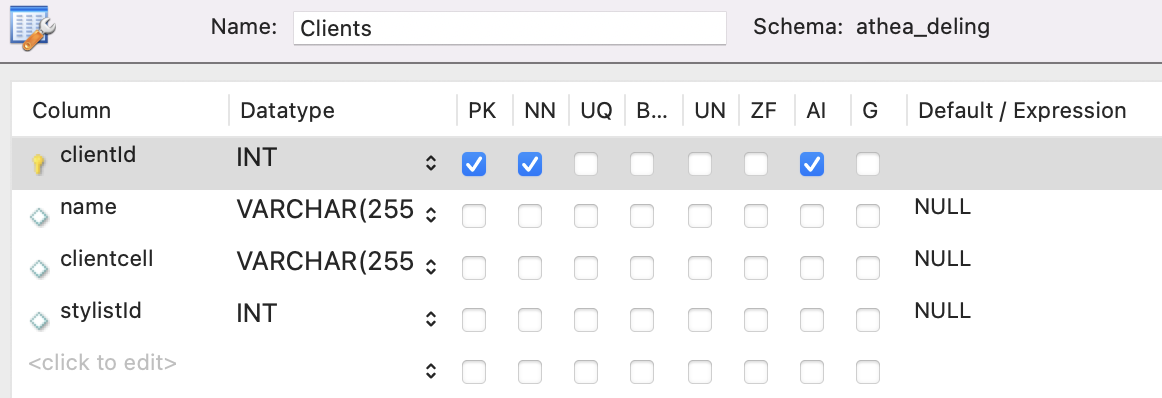 Name: Clients Schema: athea_deling
Column Datatype PK NN UQ B... UN ZF AI G Default / Expression
clientId INT
name VARCHAR(255 NULL
clientcell VARCHAR(255 NULL
stylistId INT NULL
<click to edit>